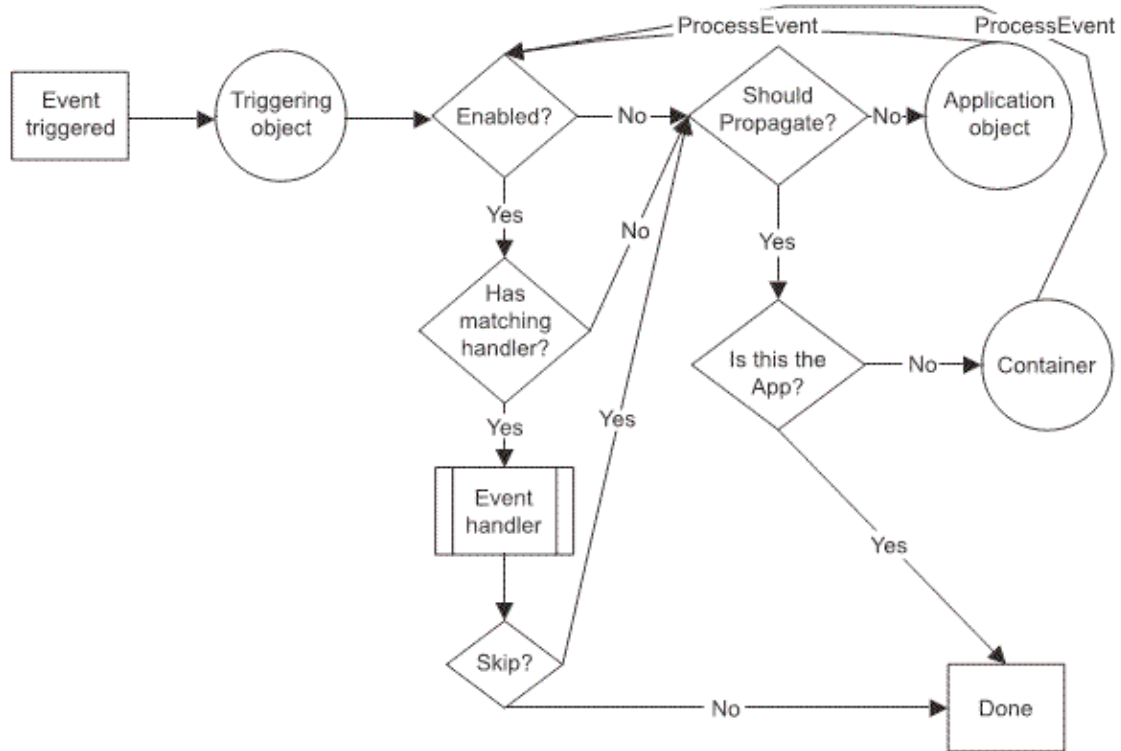 ProcessEvent
ProcessEvent
Event
triggered
Triggering
object
Enabled?
No
Should
Propagate?
No
Application
object
Yes
No
Yes
Has
matching
handler?
Is this the
App?
No
Container
Yes
Yes
Event
handler
Yes
Skip?
No
Done